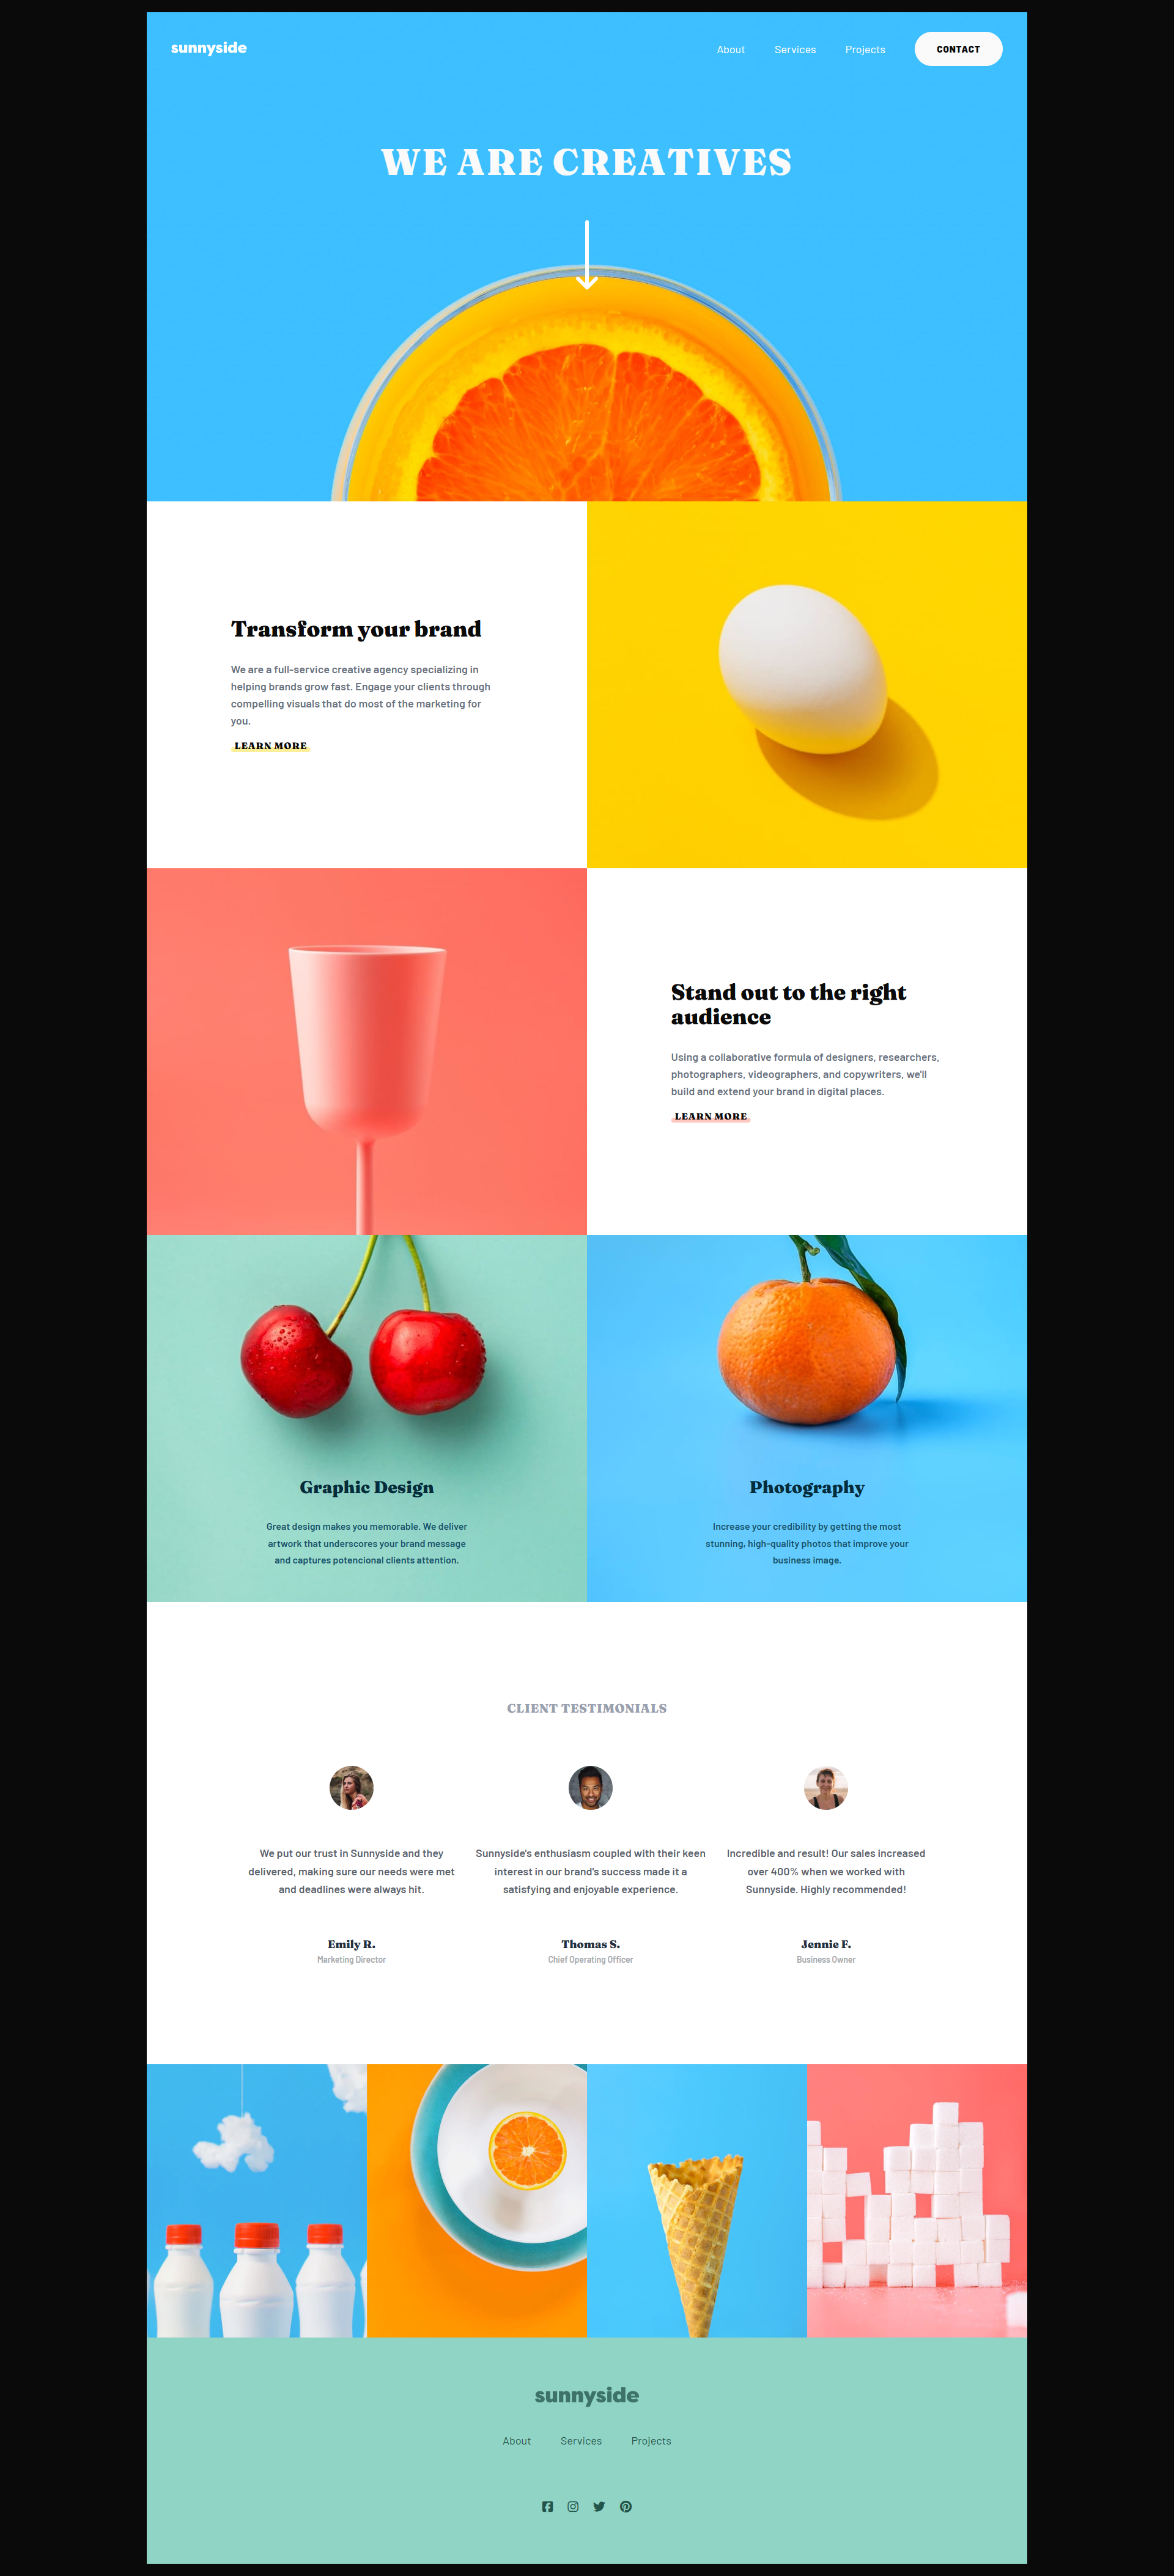 sunnyside
About Services Projects CONTACT
WE ARE CREATIVES
Transform your brand
We are a full-service creative agency specializing in
helping brands grow fast. Engage your clients through
compelling visuals that do most of the marketing for
you.
LEARN MORE
Stand out to the right
audience
Using a collaborative formula of designers, researchers,
photographers, videographers, and copywriters, we'll
build and extend your brand in digital places.
LEARN MORE
Graphic Design
Great design makes you memorable. We deliver
artwork that underscores your brand message
and captures potencional clients attention.
Photography
Increase your credibility by getting the most
stunning, high-quality photos that improve your
business image.
CLIENT TESTIMONIALS
We put our trust in Sunnyside and they
delivered, making sure our needs were met
and deadlines were always hit.
Emily R.
Marketing Director
Sunnyside's enthusiasm coupled with their keen
interest in our brand's success made it a
satisfying and enjoyable experience.
Thomas S.
Chief Operating Officer
Incredible and result! Our sales increased
over 400% when we worked with
Sunnyside. Highly recommended!
Jennie F.
Business Owner
sunnyside
About Services Projects